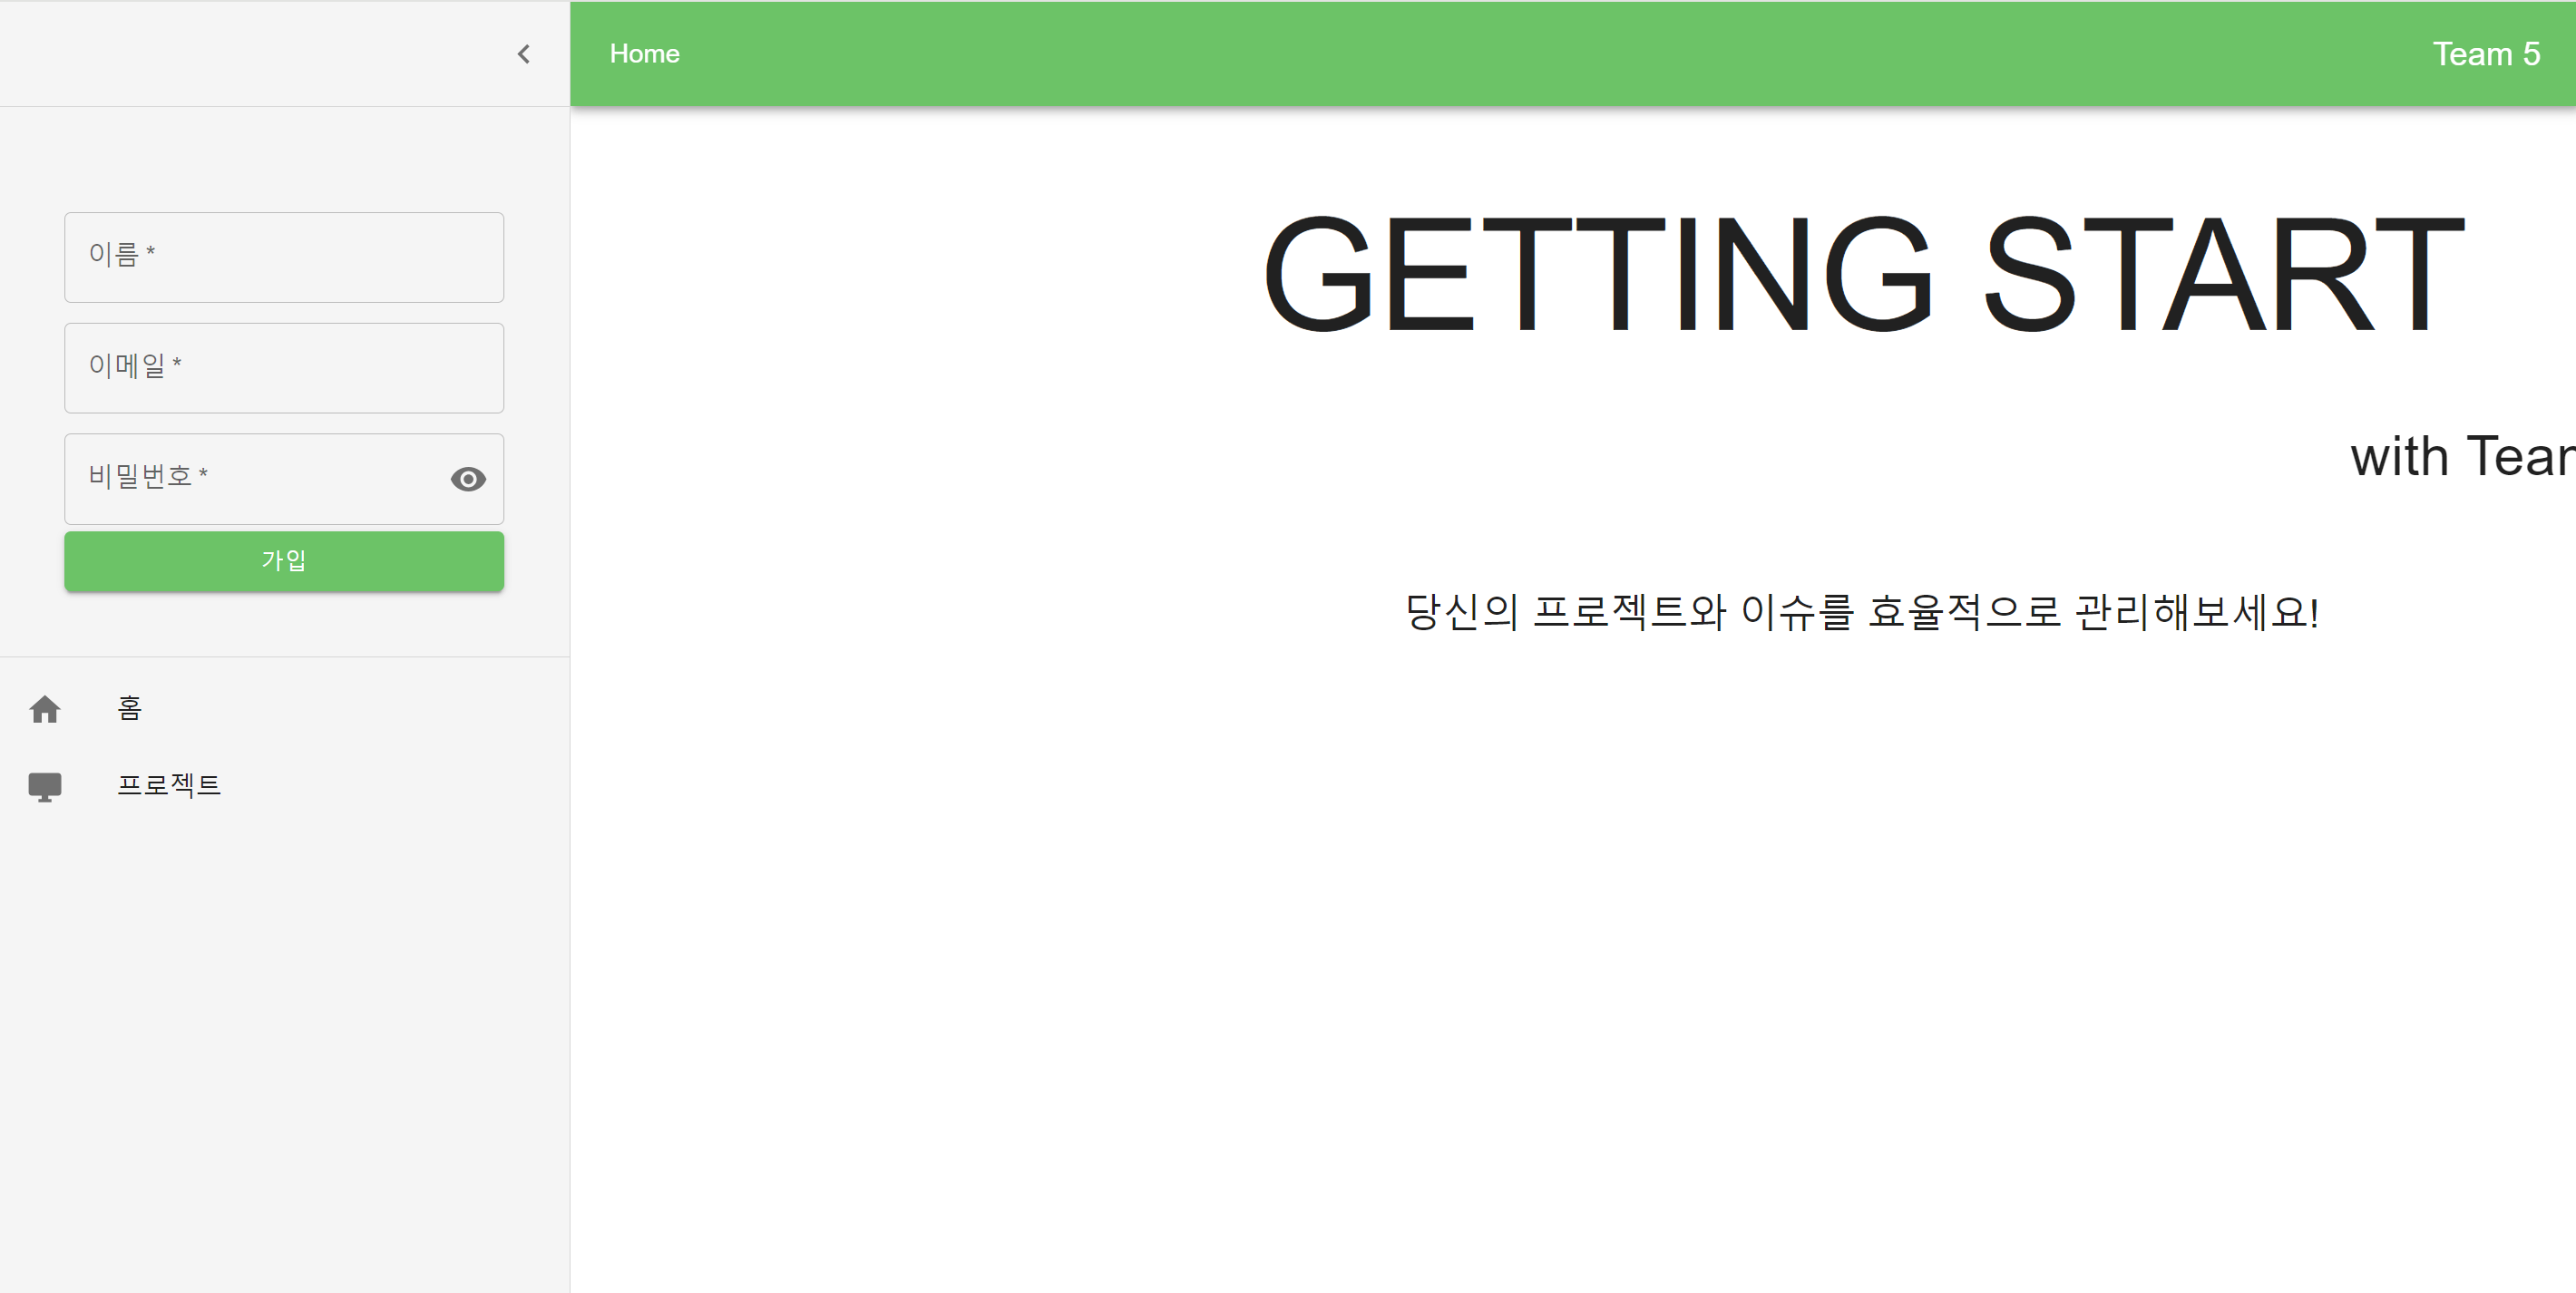 Home
Team 5
이름 *
이메일 *
비밀번호 *
가입
홈
프로젝트
GETTING START
with
당신의 프로젝트와 이슈를 효율적으로 관리해보세요!